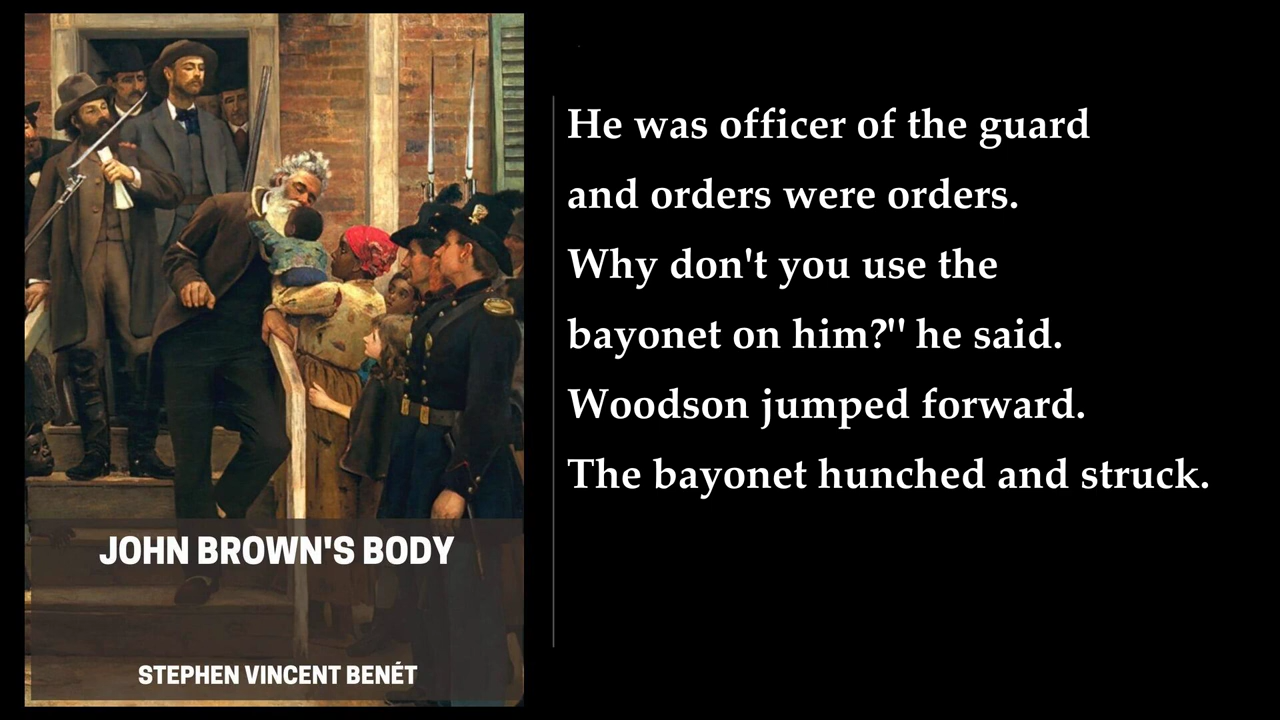 JOHN BROWN'S BODY
STEPHEN VINCENT BENÉT
He was officer of the guard
and orders were orders.
Why don't you use the
bayonet on him?" he said.
Woodson jumped forward.
The bayonet hunched and struck.